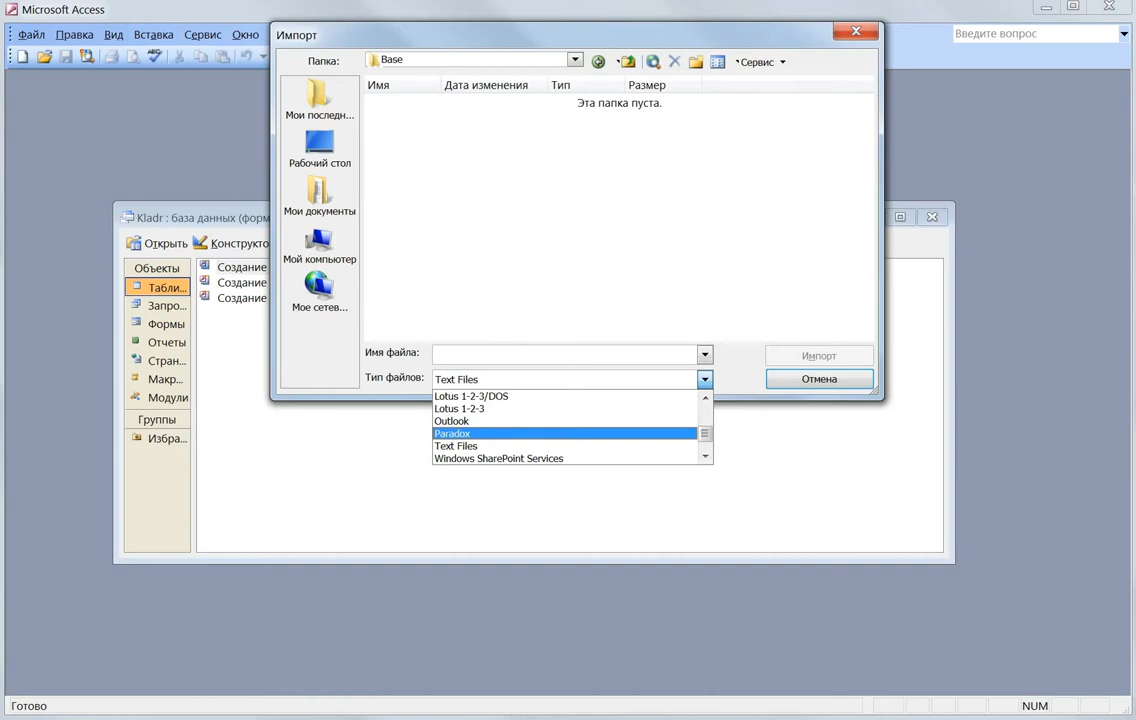 Microsoft Access
Файл Правка Вид Вставка Сервис Окно
Введите вопрос
Импорт
Папка: Base
Сервис
Имя Дата изменения Тип Размер
Эта папка пуста.
Мои последн...
Рабочий стол
Мои документы
Мой компьютер
Мое сетев...
Имя файла:
Импорт
Тип файлов: Text Files
Отмена
Lotus 1-2-3/DOS
Lotus 1-2-3
Outlook
Paradox
Text Files
Windows SharePoint Services
Kladr : база данных (форм
Открыть Конструкто
Объекты
Табли...
Запро...
Формы
Отчеты
Стран...
Макр...
Модули
Группы
Избра...
Создание
Создание
Создание
Готово
NUM